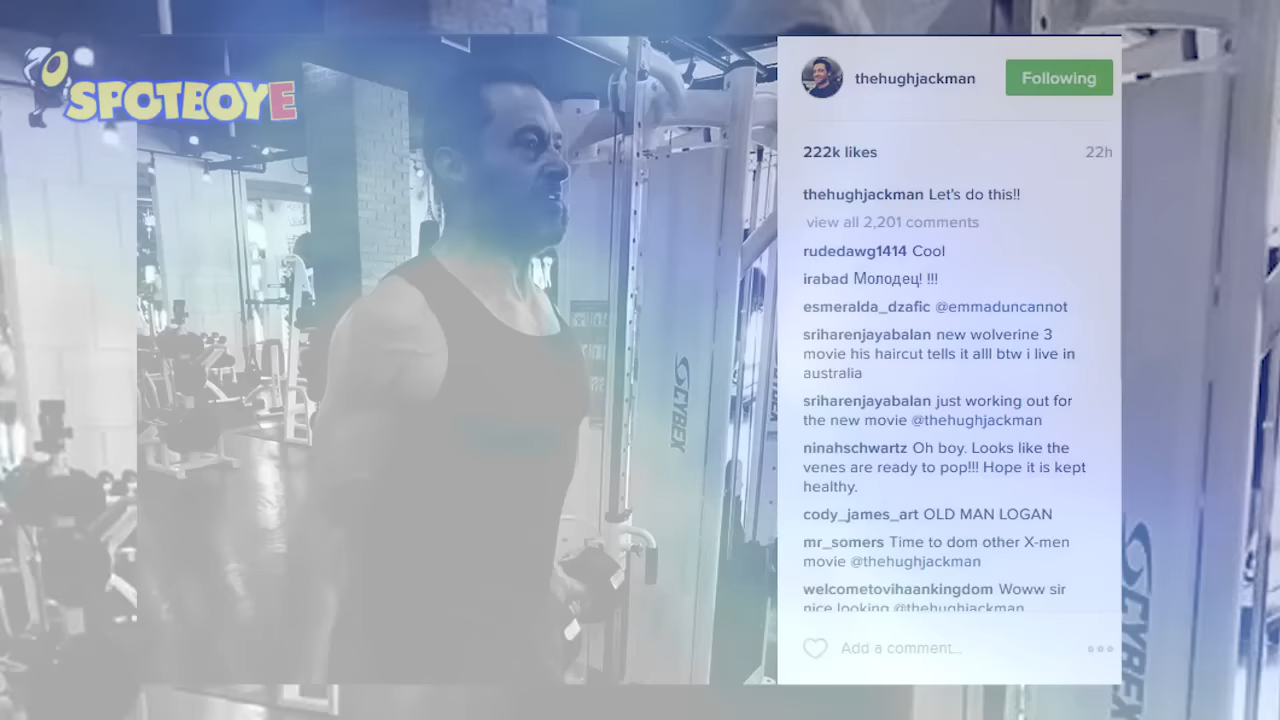 SPOTBOYE
thehughjackman
Following
222k likes
22h
thehughjackman Let's do this!!
view all 2,201 comments
rudedawg1414 Cool
irabad Молодец! !!!
esmeralda_dzafic @emmaduncannot
sriharenjayabalan new wolverine 3
movie his haircut tells it alll btw i live in
australia
sriharenjayabalan just working out for
the new movie @thehughjackman
ninahschwartz Oh boy. Looks like the
venes are ready to pop!!! Hope it is kept
healthy.
cody_james_art OLD MAN LOGAN
mr_somers Time to dom other X-men
movie @thehughjackman
welcometovihaankingdom Woww sir
nice looking @thehughjackman
Add a comment...
CYBEX
CYBEX
CYBEX